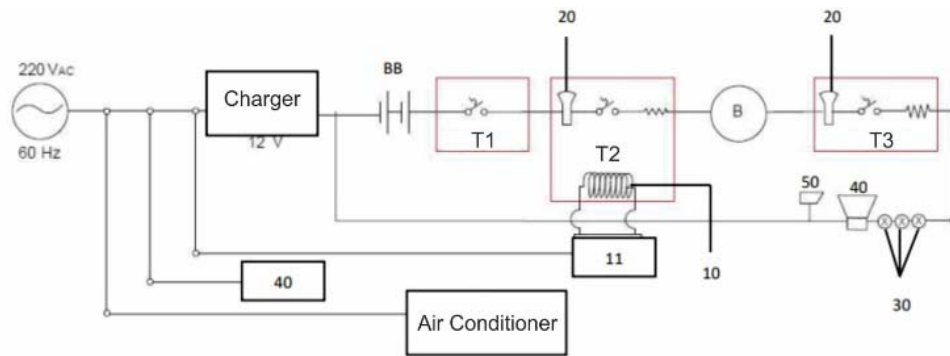 20
20
220 VAC
BB
Charger
B
12 V
T1
T3
60 Hz
T2
50
40
11
10
40
30
Air Conditioner